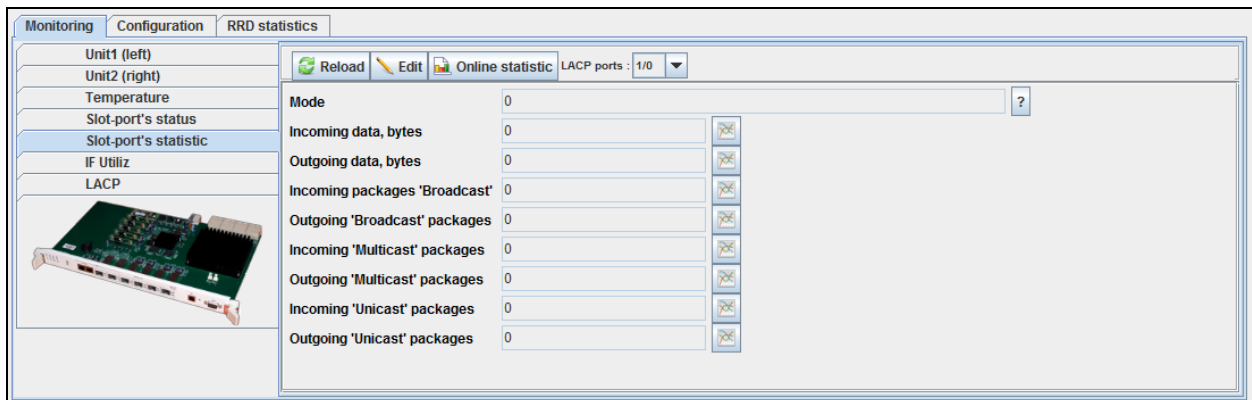 Monitoring Configuration RRD statistics
Unit1 (left)
Unit2 (right)
Temperature
Slot-port's status
Slot-port's statistic
IF Utiliz
LACP
Reload Edit Online statistic LACP ports : 1/0
Mode 0 ?
Incoming data, bytes 0
Outgoing data, bytes 0
Incoming packages 'Broadcast' 0
Outgoing 'Broadcast' packages 0
Incoming 'Multicast' packages 0
Outgoing 'Multicast' packages 0
Incoming 'Unicast' packages 0
Outgoing 'Unicast' packages 0